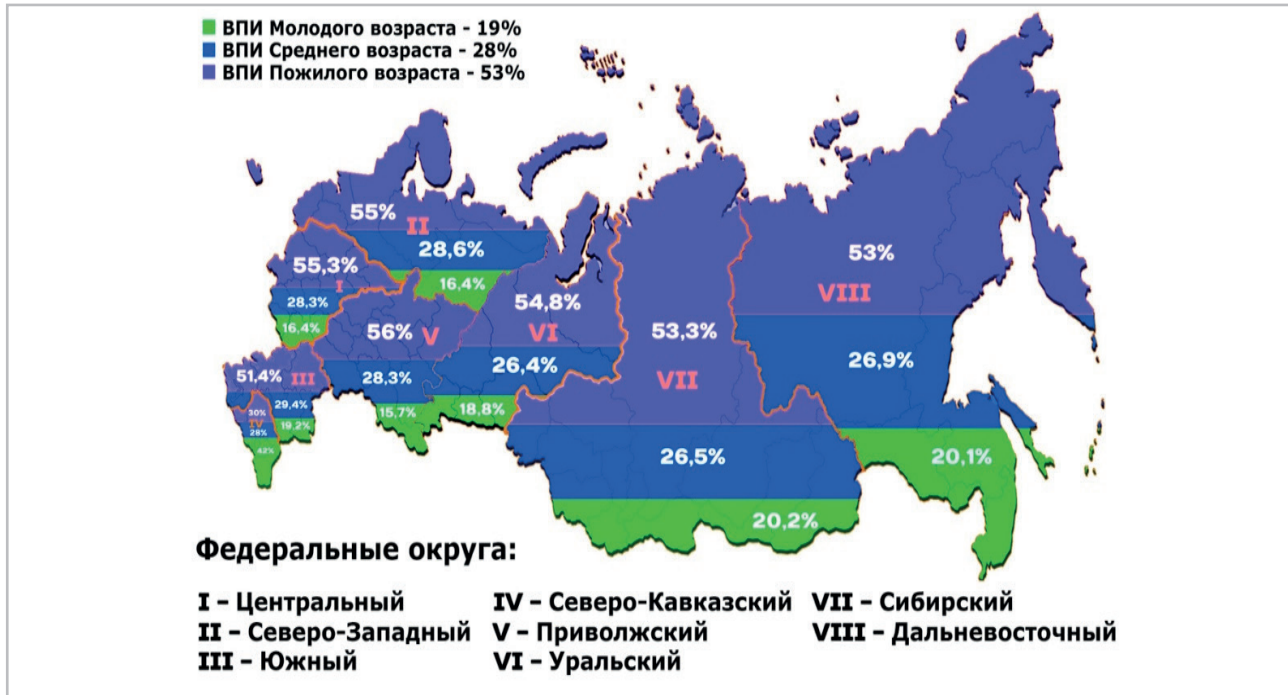 ВПИ Молодого возраста - 19%
ВПИ Среднего возраста - 28%
ВПИ Пожилого возраста - 53%
55%
II
28,6%
16,4%
55,3%
I
28,3%
16,4%
56%
V
28,3%
15,7%
54,8%
VI
26,4%
18,8%
51,4%
III
29,4%
19,2%
30%
IV
28%
42%
53,3%
VII
26,5%
20,2%
53%
VIII
26,9%
20,1%
Федеральные округа:
I – Центральный
II – Северо-Западный
III – Южный
IV – Северо-Кавказский
V – Приволжский
VI – Уральский
VII – Сибирский
VIII – Дальневосточный